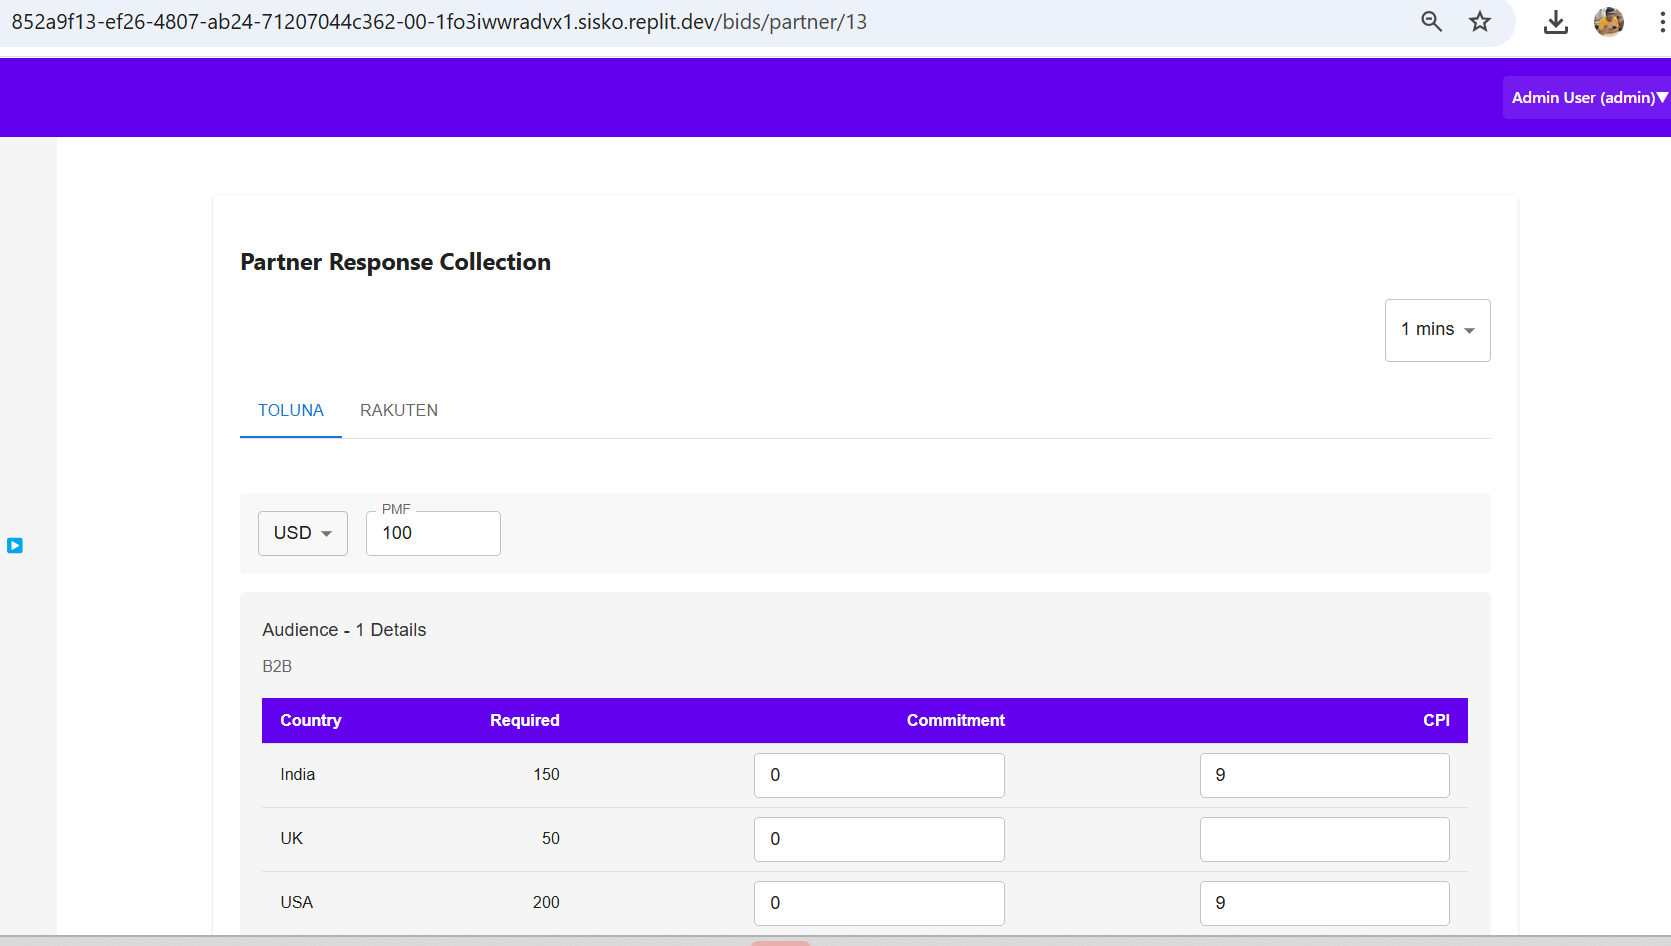 852a9f13-ef26-4807-ab24-71207044c362-00-1fo3iwwradvx1.sisko.replit.dev/bids/partner/13
Admin User (admin)▼
Partner Response Collection
1 mins
TOLUNA RAKUTEN
PMF
USD 100
Audience - 1 Details
B2B
Country Required Commitment CPI
India 150 0 9
UK 50 0
USA 200 0 9